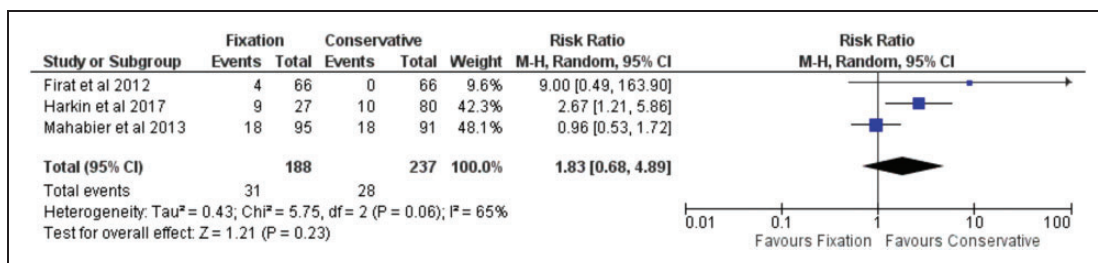 Fixation Conservative Risk Ratio Risk Ratio
Study or Subgroup Events Total Events Total Weight M-H, Random, 95% CI M-H, Random, 95% CI
Firat et al 2012 4 66 0 66 9.6% 9.00 [0.49, 163.90]
Harkin et al 2017 9 27 10 80 42.3% 2.67 [1.21, 5.86]
Mahabier et al 2013 18 95 18 91 48.1% 0.96 [0.53, 1.72]
Total (95% CI) 188 237 100.0% 1.83 [0.68, 4.89]
Total events 31 28
Heterogeneity: Tau² = 0.43; Chi² = 5.75, df = 2 (P = 0.06); I² = 65%
Test for overall effect: Z = 1.21 (P = 0.23)
0.01 0.1 1 10 100
Favours Fixation Favours Conservative